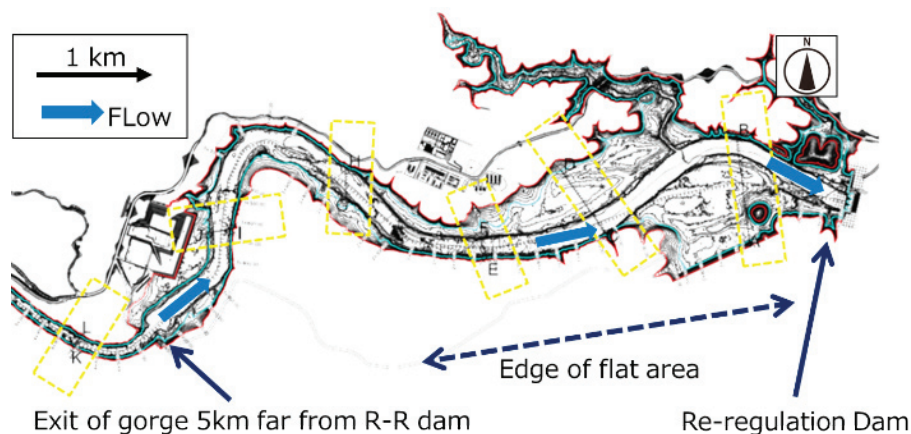 1 km
FLow
N
H
I
L
K
E
B
Edge of flat area
Exit of gorge 5km far from R-R dam
Re-regulation Dam